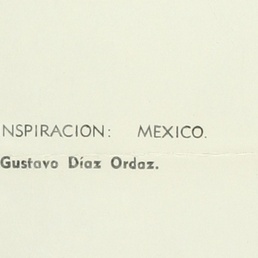 NSPIRACION: MEXICO.
Gustavo Díaz Ordaz.